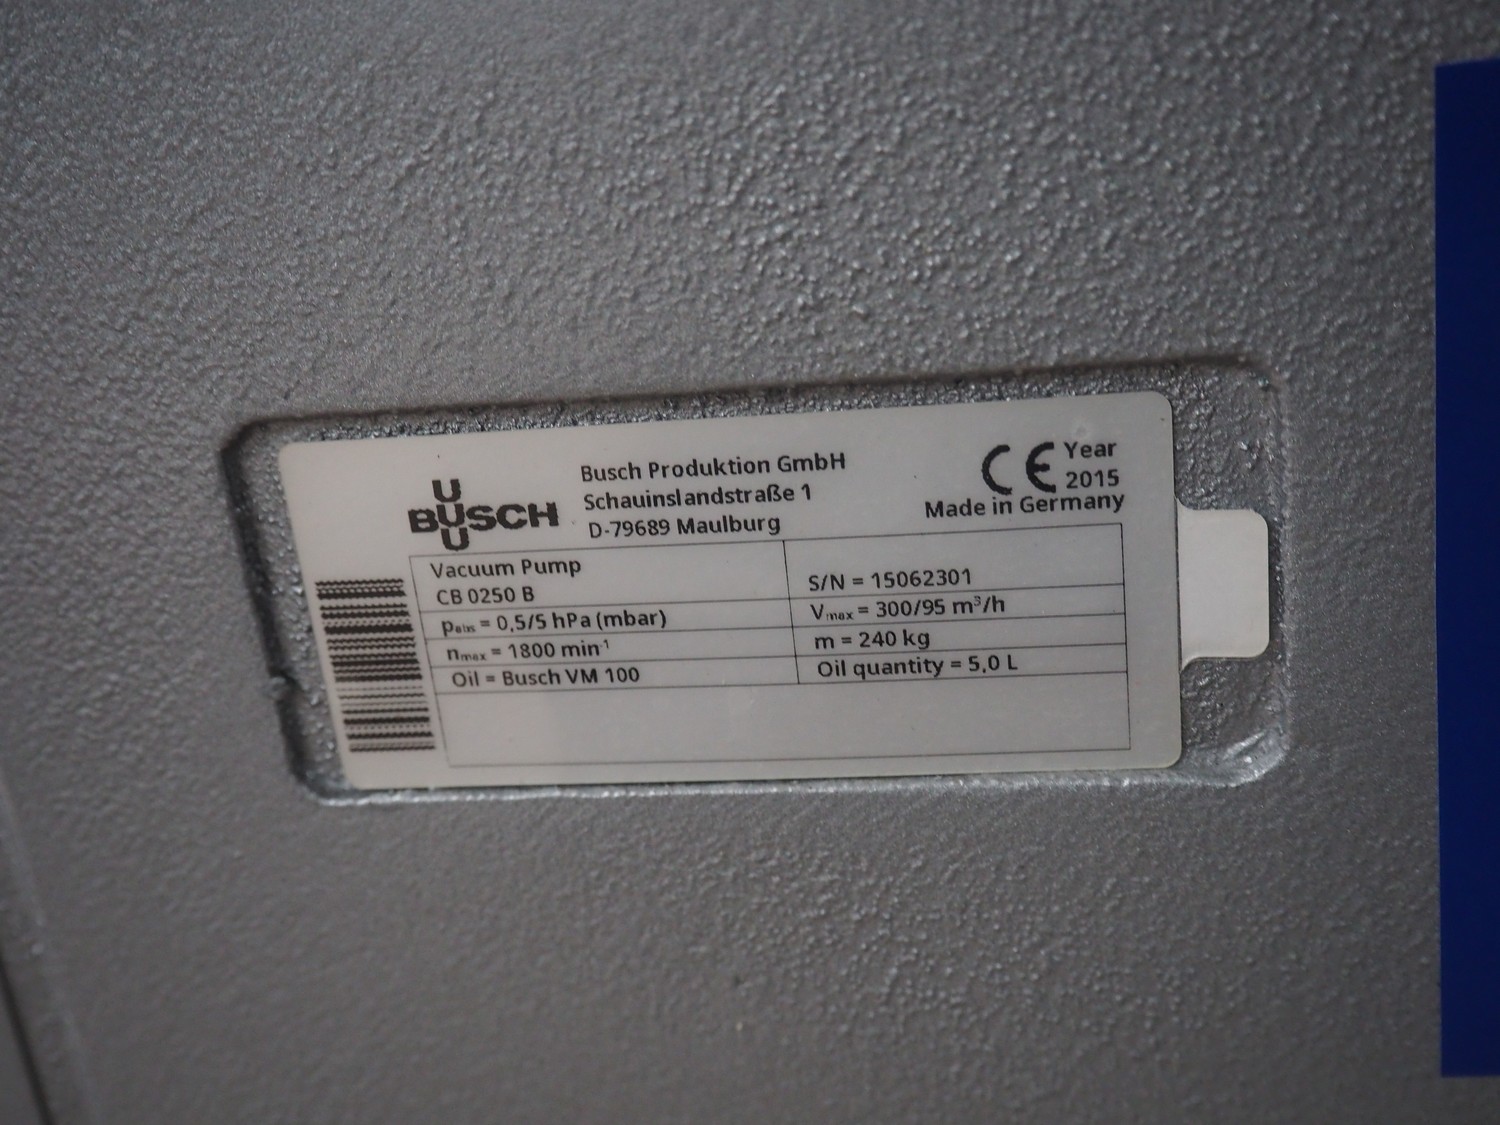 BUSCH
U
U
Busch Produktion GmbH
Schauinslandstraße 1
D-79689 Maulburg
CE
Year
2015
Made in Germany
Vacuum Pump
CB 0250 B
S/N = 15062301
pabs = 0,5/5 hPa (mbar)
Vmax = 300/95 m³/h
nmax = 1800 min-1
m = 240 kg
Oil = Busch VM 100
Oil quantity = 5,0 L